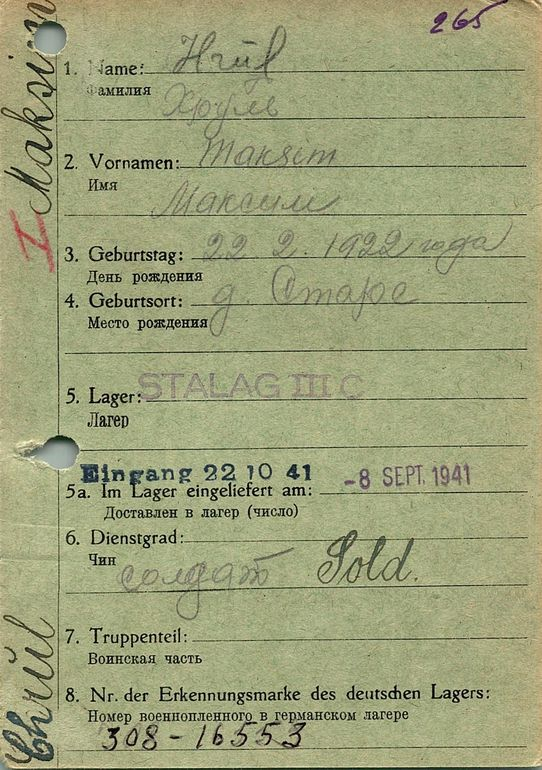 265
Maksim
I
1. Name:
Фамилия
Хруль
2. Vornamen: Maksim
Имя
Максим
3. Geburtstag: 22 2. 1922 года
День рождения
4. Geburtsort: д. Старе
Место рождения
STALAG III C
5. Lager:
Лагерь
Eingang 22 10 41
-8 SEPT. 1941
5a. Im Lager eingeliefert am:
Доставлен в лагерь (число)
6. Dienstgrad:
Чин
солдат Sold.
7. Truppenteil:
Воинская часть
8. Nr. der Erkennungsmarke des deutschen Lagers:
Номер военнопленного в германском лагере
308-16553
Chrül